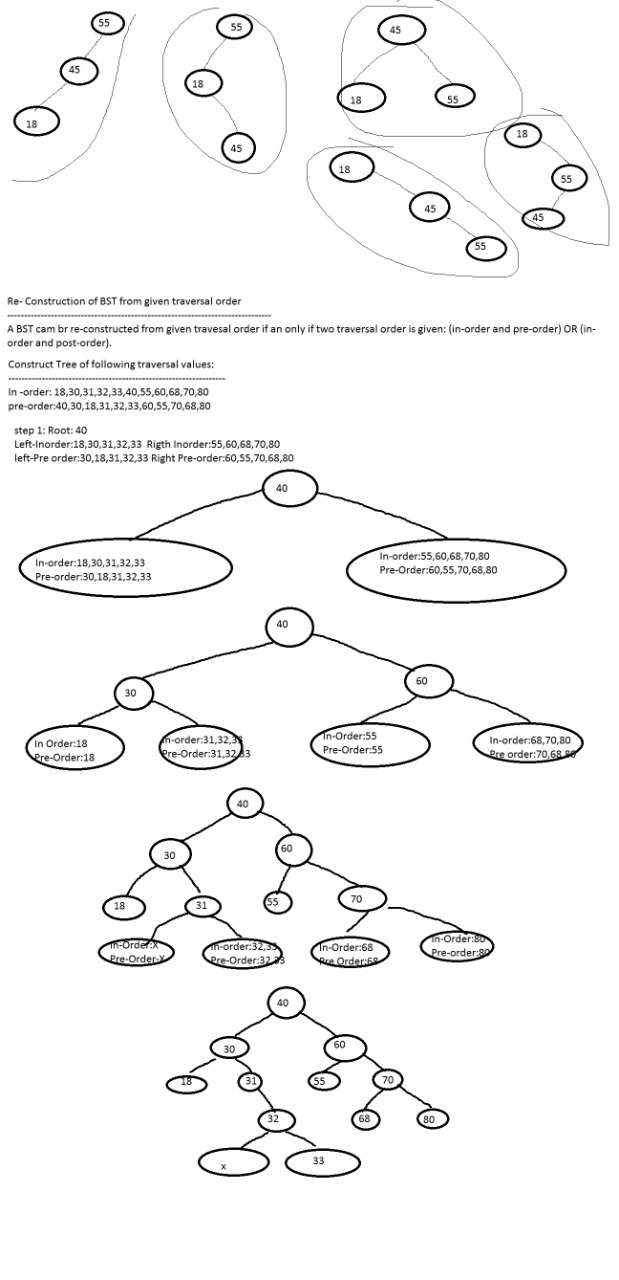 55
45
18
55
18
45
45
18
55
18
55
45
18
45
55
Re- Construction of BST from given traversal order
--------------------------------------------------------------------------------
A BST cam br re-constructed from given travesal order if an only if two traversal order is given: (in-order and pre-order) OR (in-
order and post-order).
Construct Tree of following traversal values:
------------------------------------------------------------------
In -order: 18,30,31,32,33,40,55,60,68,70,80
pre-order:40,30,18,31,32,33,60,55,70,68,80
step 1: Root: 40
Left-Inorder:18,30,31,32,33 Rigth Inorder:55,60,68,70,80
left-Pre order:30,18,31,32,33 Right Pre-order:60,55,70,68,80
40
In-order:18,30,31,32,33
Pre-order:30,18,31,32,33
In-order:55,60,68,70,80
Pre-Order:60,55,70,68,80
40
30
60
In Order:18
Pre-Order:18
In-order:31,32,33
Pre-Order:31,32,33
In-Order:55
Pre-Order:55
In-order:68,70,80
Pre order:70,68,80
40
30
60
18
31
55
70
In-Order:X
Pre-Order-X
In-order:32,33
Pre-Order:32,33
In-Order:68
Pre Order:68
In-Order:80
Pre-order:80
40
30
60
18
31
55
70
32
68
80
x
33